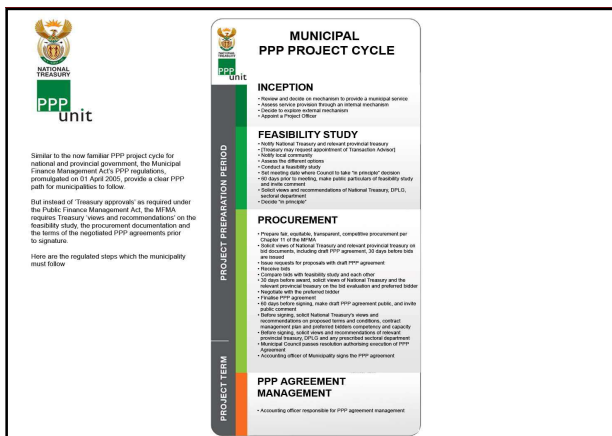 NATIONAL
TREASURY
PPP
unit
Similar to the now familiar PPP project cycle for
national and provincial government, the Municipal
Finance Management Act's PPP regulations,
promulgated on 01 April 2005, provide a clear PPP
path for municipalities to follow.
But instead of 'Treasury approvals' as required under
the Public Finance Management Act, the MFMA
requires Treasury 'views and recommendations' on the
feasibility study, the procurement documentation and
the terms of the negotiated PPP agreements prior
to signature.
Here are the regulated steps which the municipality
must follow
NATIONAL
TREASURY
PPP
unit
MUNICIPAL
PPP PROJECT CYCLE
PROJECT PREPARATION PERIOD
INCEPTION
• Review and decide on mechanism to provide a municipal service
• Assess service provision through an internal mechanism
• Decide to explore external mechanism
• Appoint a Project Officer
FEASIBILITY STUDY
• Notify National Treasury and relevant provincial treasury
• [Treasury may request appointment of Transaction Advisor]
• Notify local community
• Assess the different options
• Conduct a feasibility study
• Set meeting date where Council to take "in principle" decision
• 60 days prior to meeting, make public particulars of feasibility study
and invite comment
• Solicit views and recommendations of National Treasury, DPLG,
sectoral department
• Decide "in principle"
PROCUREMENT
• Prepare fair, equitable, transparent, competitive procurement per
Chapter 11 of the MFMA
• Solicit views of National Treasury and relevant provincial treasury on
bid documents, including draft PPP agreement, 30 days before bids
are issued
• Issue requests for proposals with draft PPP agreement
• Receive bids
• Compare bids with feasibility study and each other
• 30 days before award, solicit views of National Treasury and the
relevant provincial treasury on the bid evaluation and preferred bidder
• Negotiate with the preferred bidder
• Finalise PPP agreement
• 60 days before signing, make draft PPP agreement public, and invite
public comment
• Before signing, solicit National Treasury's views and
recommendations on proposed terms and conditions, contract
management plan and preferred bidders competency and capacity
• Before signing, solicit views and recommendations of relevant
provincial treasury, DPLG and any prescribed sectoral department
• Municipal Council passes resolution authorising execution of PPP
Agreement
• Accounting officer of Municipality signs the PPP agreement
PROJECT TERM
PPP AGREEMENT
MANAGEMENT
• Accounting officer responsible for PPP agreement management